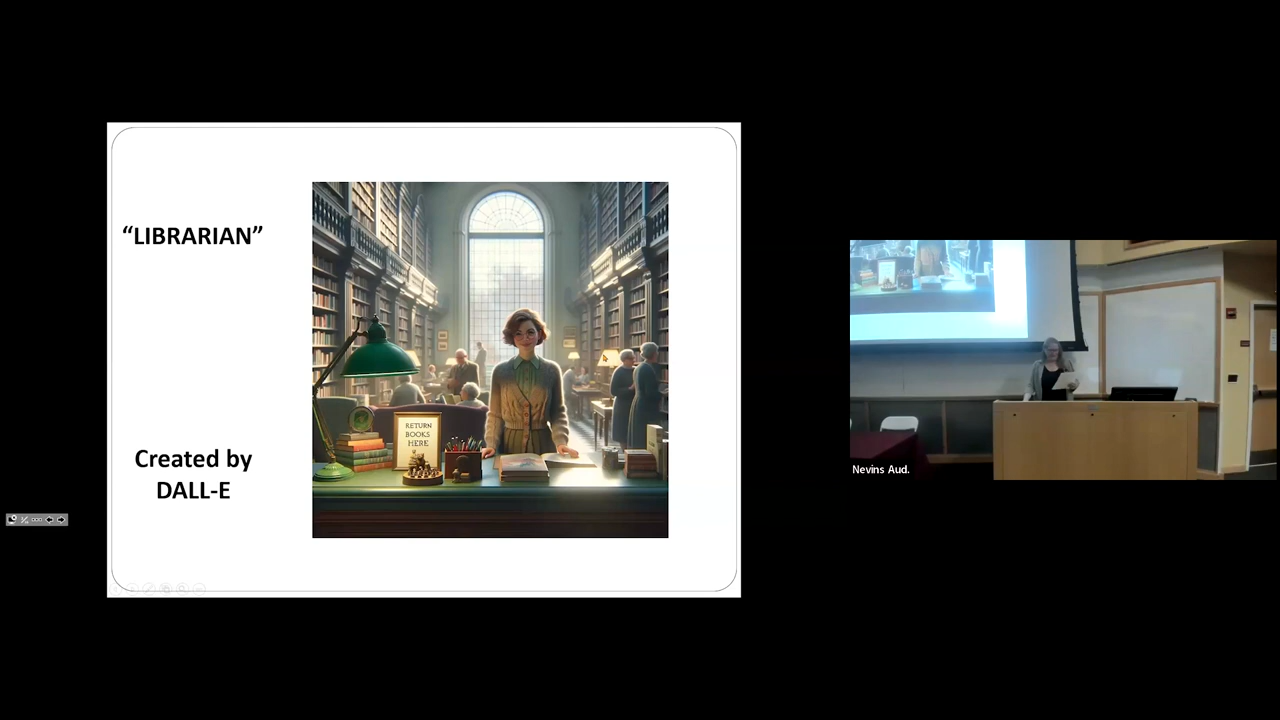 “LIBRARIAN”
Created by
DALL-E
RETURN
BOOKS
HERE
Nevins Aud.